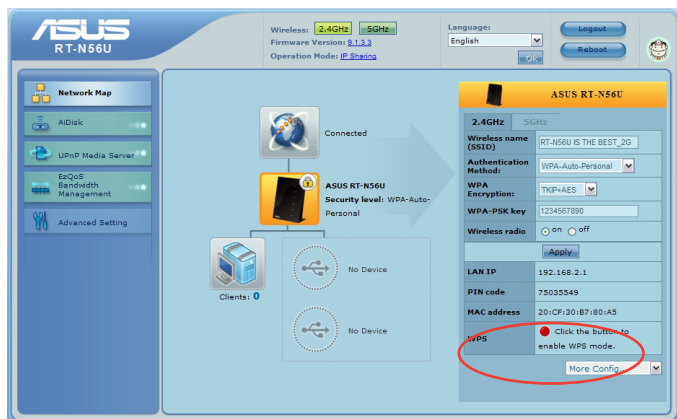 ASUS
RT-N56U
Wireless: 2.4GHz 5GHz
Firmware Version: 9.1.3.3
Operation Mode: IP Sharing
Language:
English
OK
Logout
Reboot
Network Map
AiDisk
UPnP Media Server
EzQoS
Bandwidth
Management
Advanced Setting
Connected
ASUS RT-N56U
Security level: WPA-Auto-
Personal
Clients: 0
No Device
No Device
ASUS RT-N56U
2.4GHz 5GHz
Wireless name
(SSID)
RT-N56U IS THE BEST_2G
Authentication
Method:
WPA-Auto-Personal
WPA
Encryption:
TKIP+AES
WPA-PSK key
1234567890
Wireless radio
on off
Apply
LAN IP
192.168.2.1
PIN code
75035549
MAC address
20:CF:30:B7:80:A5
WPS
Click the button to
enable WPS mode.
More Config...